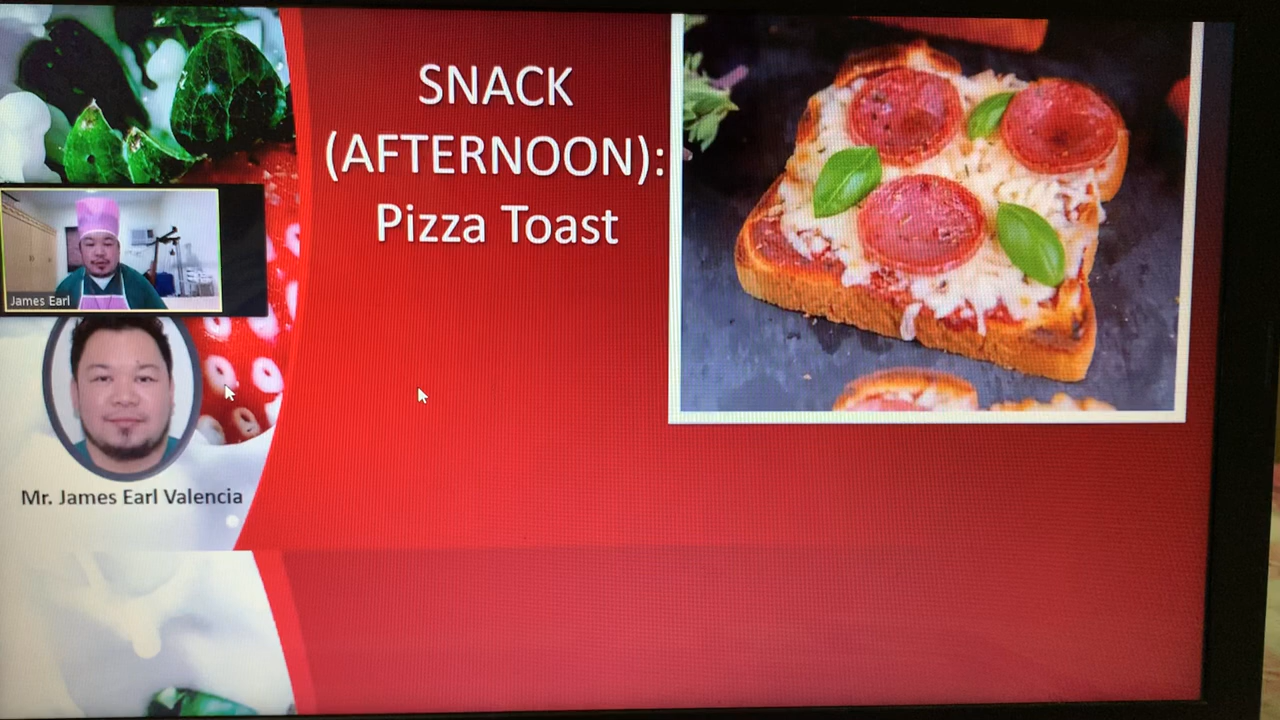 SNACK
(AFTERNOON):
Pizza Toast
James Earl
Mr. James Earl Valencia